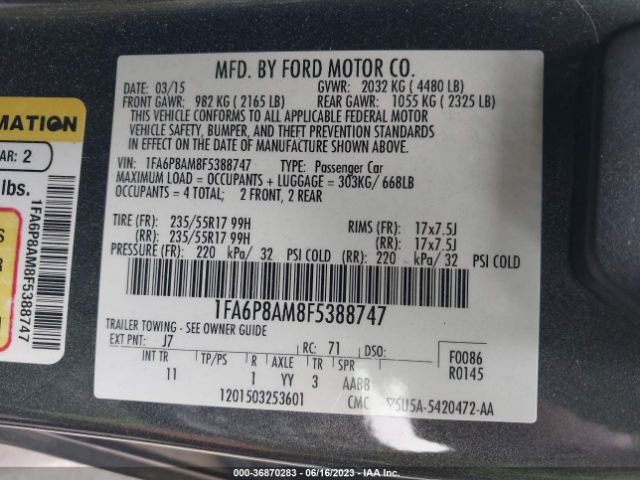 MFD. BY FORD MOTOR CO.
DATE: 03/15 GVWR: 2032 KG ( 4480 LB)
FRONT GAWR: 982 KG ( 2165 LB) REAR GAWR: 1055 KG ( 2325 LB)
THIS VEHICLE CONFORMS TO ALL APPLICABLE FEDERAL MOTOR
VEHICLE SAFETY, BUMPER, AND THEFT PREVENTION STANDARDS
IN EFFECT ON THE DATE OF MANUFACTURE SHOWN ABOVE.
VIN: 1FA6P8AM8F5388747 TYPE: Passenger Car
MAXIMUM LOAD = OCCUPANTS + LUGGAGE = 303KG/ 668LB
OCCUPANTS = 4 TOTAL; 2 FRONT, 2 REAR
TIRE (FR): 235/55R17 99H RIMS (FR): 17x7.5J
(RR): 235/55R17 99H (RR): 17x7.5J
PRESSURE (FR): 220 kPa/ 32 PSI COLD (RR): 220 kPa/ 32 PSI COLD
1FA6P8AM8F5388747
TRAILER TOWING - SEE OWNER GUIDE
EXT PNT: J7 RC: 71 DSO: F0086
INT TR TP/PS R AXLE TR SPR R0145
11 1 YY 3 AABB
1201503253601 CMC 5U5A-5420472-AA
MATION
AR: 2
lbs.
S
R
1FA6P8AM8F5388747
000-36870283 - 06/16/2023 - IAA Inc.